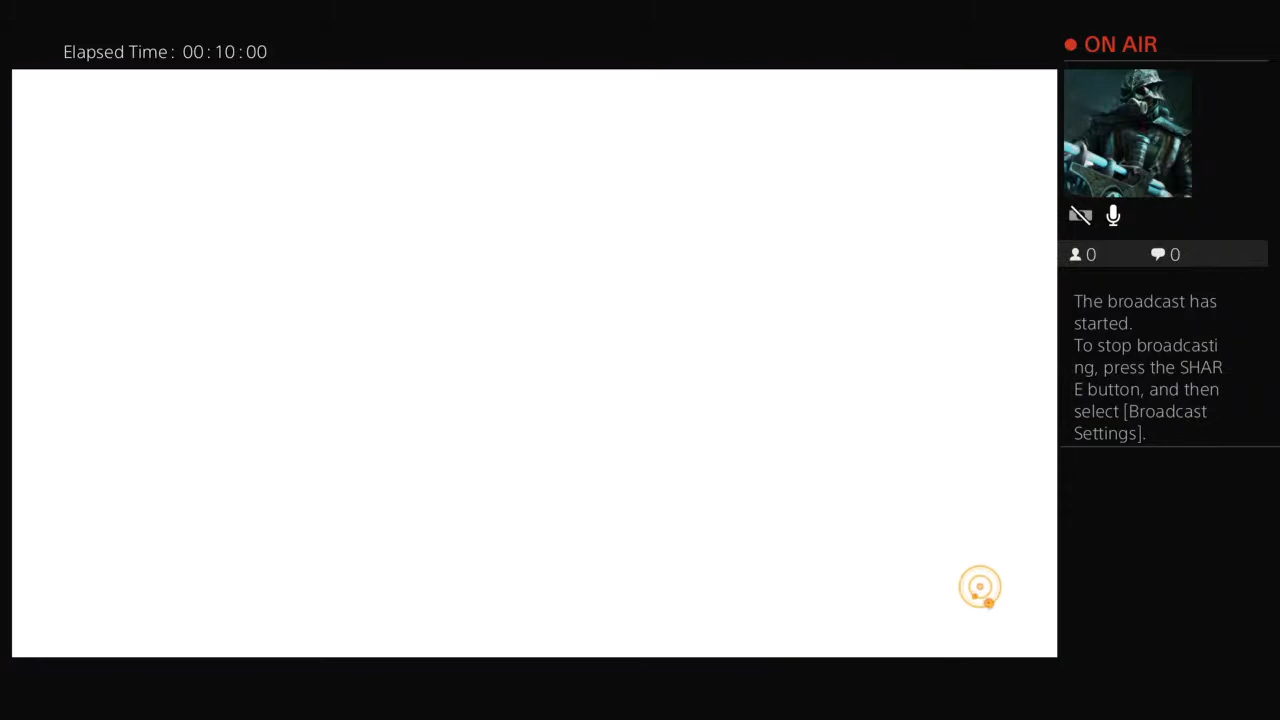 Elapsed Time: 00:10:00
ON AIR
0 0
The broadcast has
started.
To stop broadcasti
ng, press the SHAR
E button, and then
select [Broadcast
Settings].